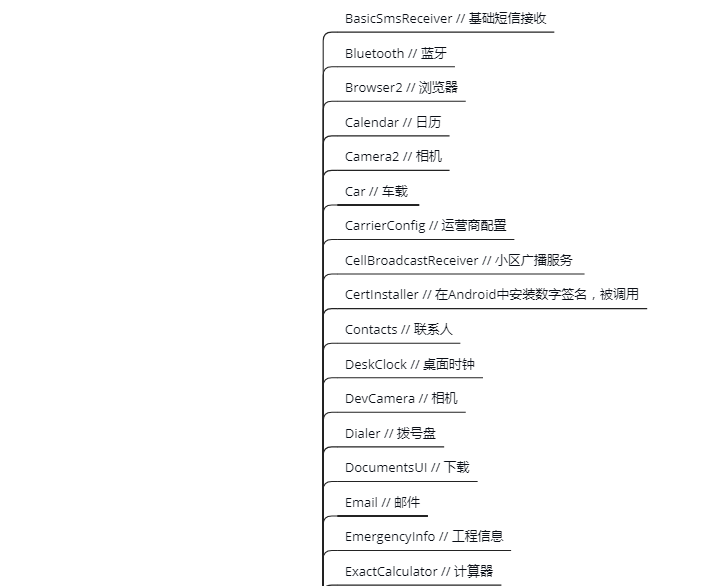 BasicSmsReceiver // 基础短信接收
Bluetooth // 蓝牙
Browser2 // 浏览器
Calendar // 日历
Camera2 // 相机
Car // 车载
CarrierConfig // 运营商配置
CellBroadcastReceiver // 小区广播服务
CertInstaller // 在Android中安装数字签名，被调用
Contacts // 联系人
DeskClock // 桌面时钟
DevCamera // 相机
Dialer // 拨号盘
DocumentsUI // 下载
Email // 邮件
EmergencyInfo // 工程信息
ExactCalculator // 计算器